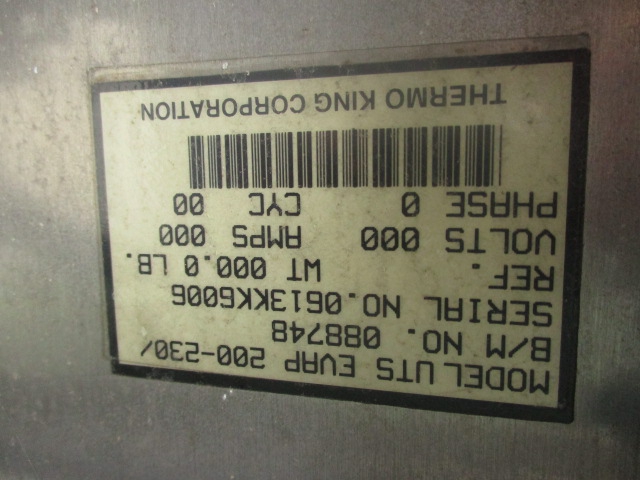 MODEL UTS EVAP 200-230/
B/M NO. 088748
SERIAL NO. 0613KK6006
REF. WT 000.0 LB.
VOLTS 000 AMPS 000
PHASE 0 CYC 00
THERMO KING CORPORATION